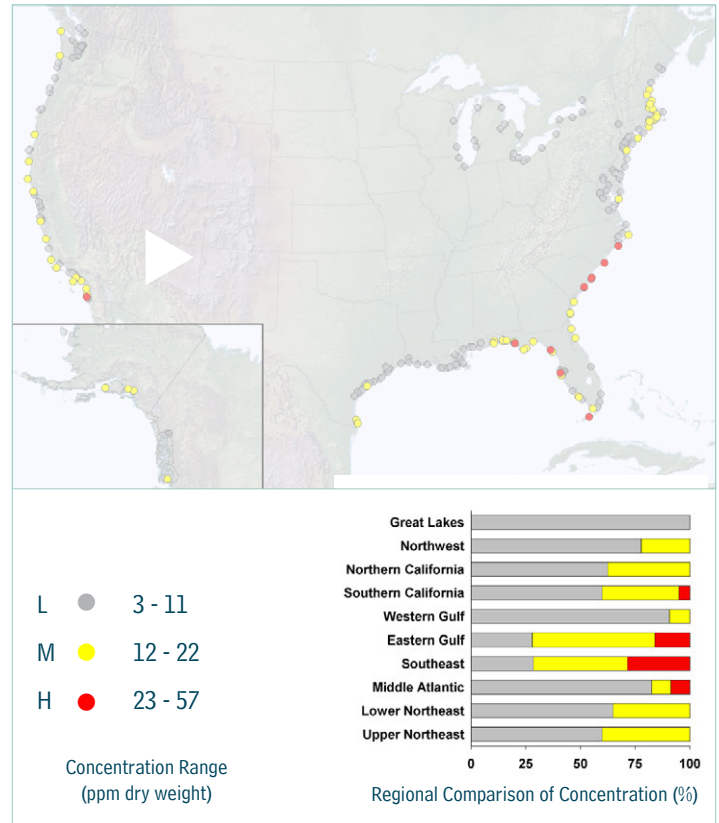 L 3 - 11
M 12 - 22
H 23 - 57
Concentration Range
(ppm dry weight)
Great Lakes
Northwest
Northern California
Southern California
Western Gulf
Eastern Gulf
Southeast
Middle Atlantic
Lower Northeast
Upper Northeast
0 25 50 75 100
Regional Comparison of Concentration (%)